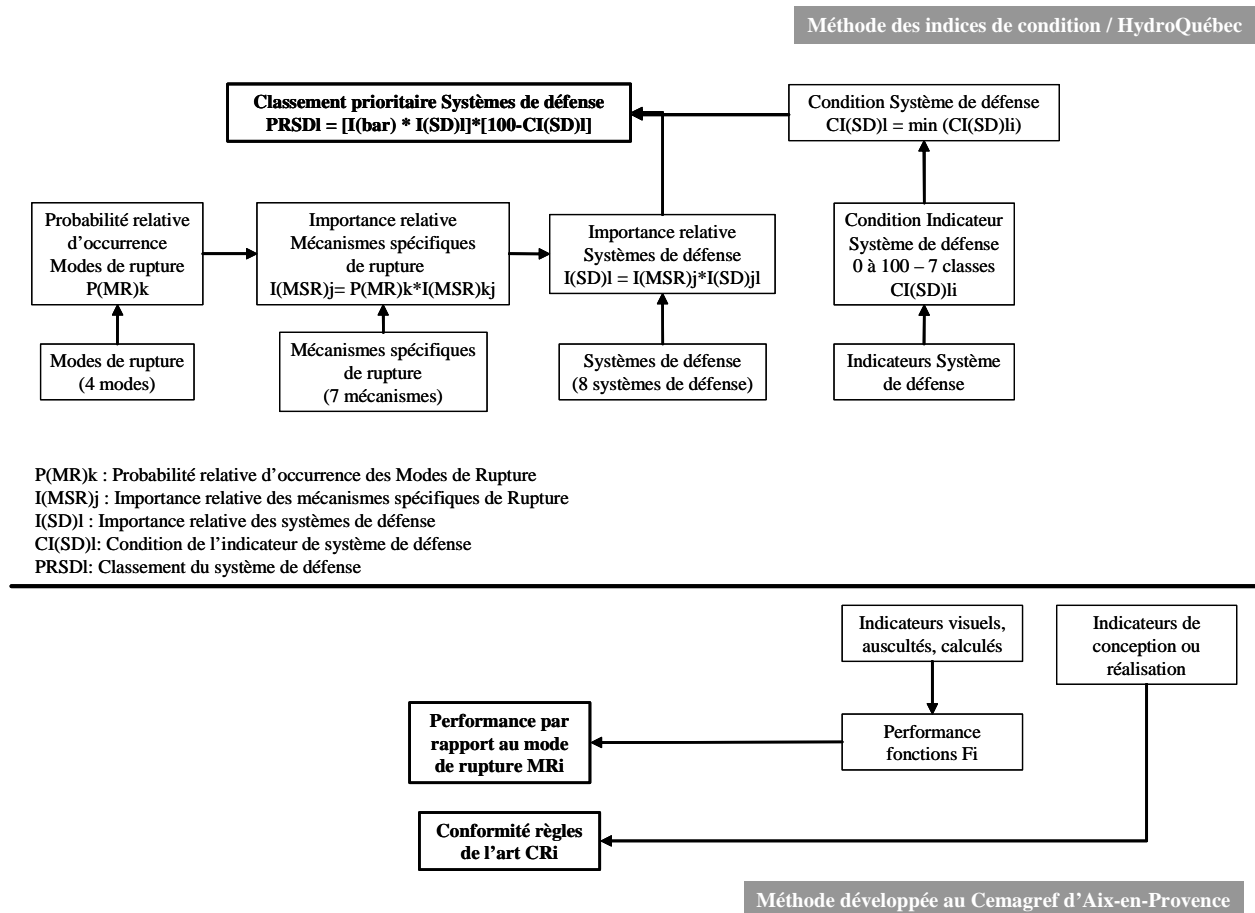 Méthode des indices de condition / HydroQuébec
Classement prioritaire Systèmes de défense
PRSDl = [I(bar) * I(SD)l]*[100-CI(SD)l]
Condition Système de défense
CI(SD)l = min (CI(SD)li)
Probabilité relative
d’occurrence
Modes de rupture
P(MR)k
Importance relative
Mécanismes spécifiques
de rupture
I(MSR)j= P(MR)k*I(MSR)kj
Importance relative
Systèmes de défense
I(SD)l = I(MSR)j*I(SD)jl
Condition Indicateur
Système de défense
0 à 100 – 7 classes
CI(SD)li
Modes de rupture
(4 modes)
Mécanismes spécifiques
de rupture
(7 mécanismes)
Systèmes de défense
(8 systèmes de défense)
Indicateurs Système
de défense
P(MR)k : Probabilité relative d’occurrence des Modes de Rupture
I(MSR)j : Importance relative des mécanismes spécifiques de Rupture
I(SD)l : Importance relative des systèmes de défense
CI(SD)l: Condition de l’indicateur de système de défense
PRSDl: Classement du système de défense
Indicateurs visuels,
auscultés, calculés
Indicateurs de
conception ou
réalisation
Performance par
rapport au mode
de rupture MRi
Performance
fonctions Fi
Conformité règles
de l’art CRi
Méthode développée au Cemagref d’Aix-en-Provence